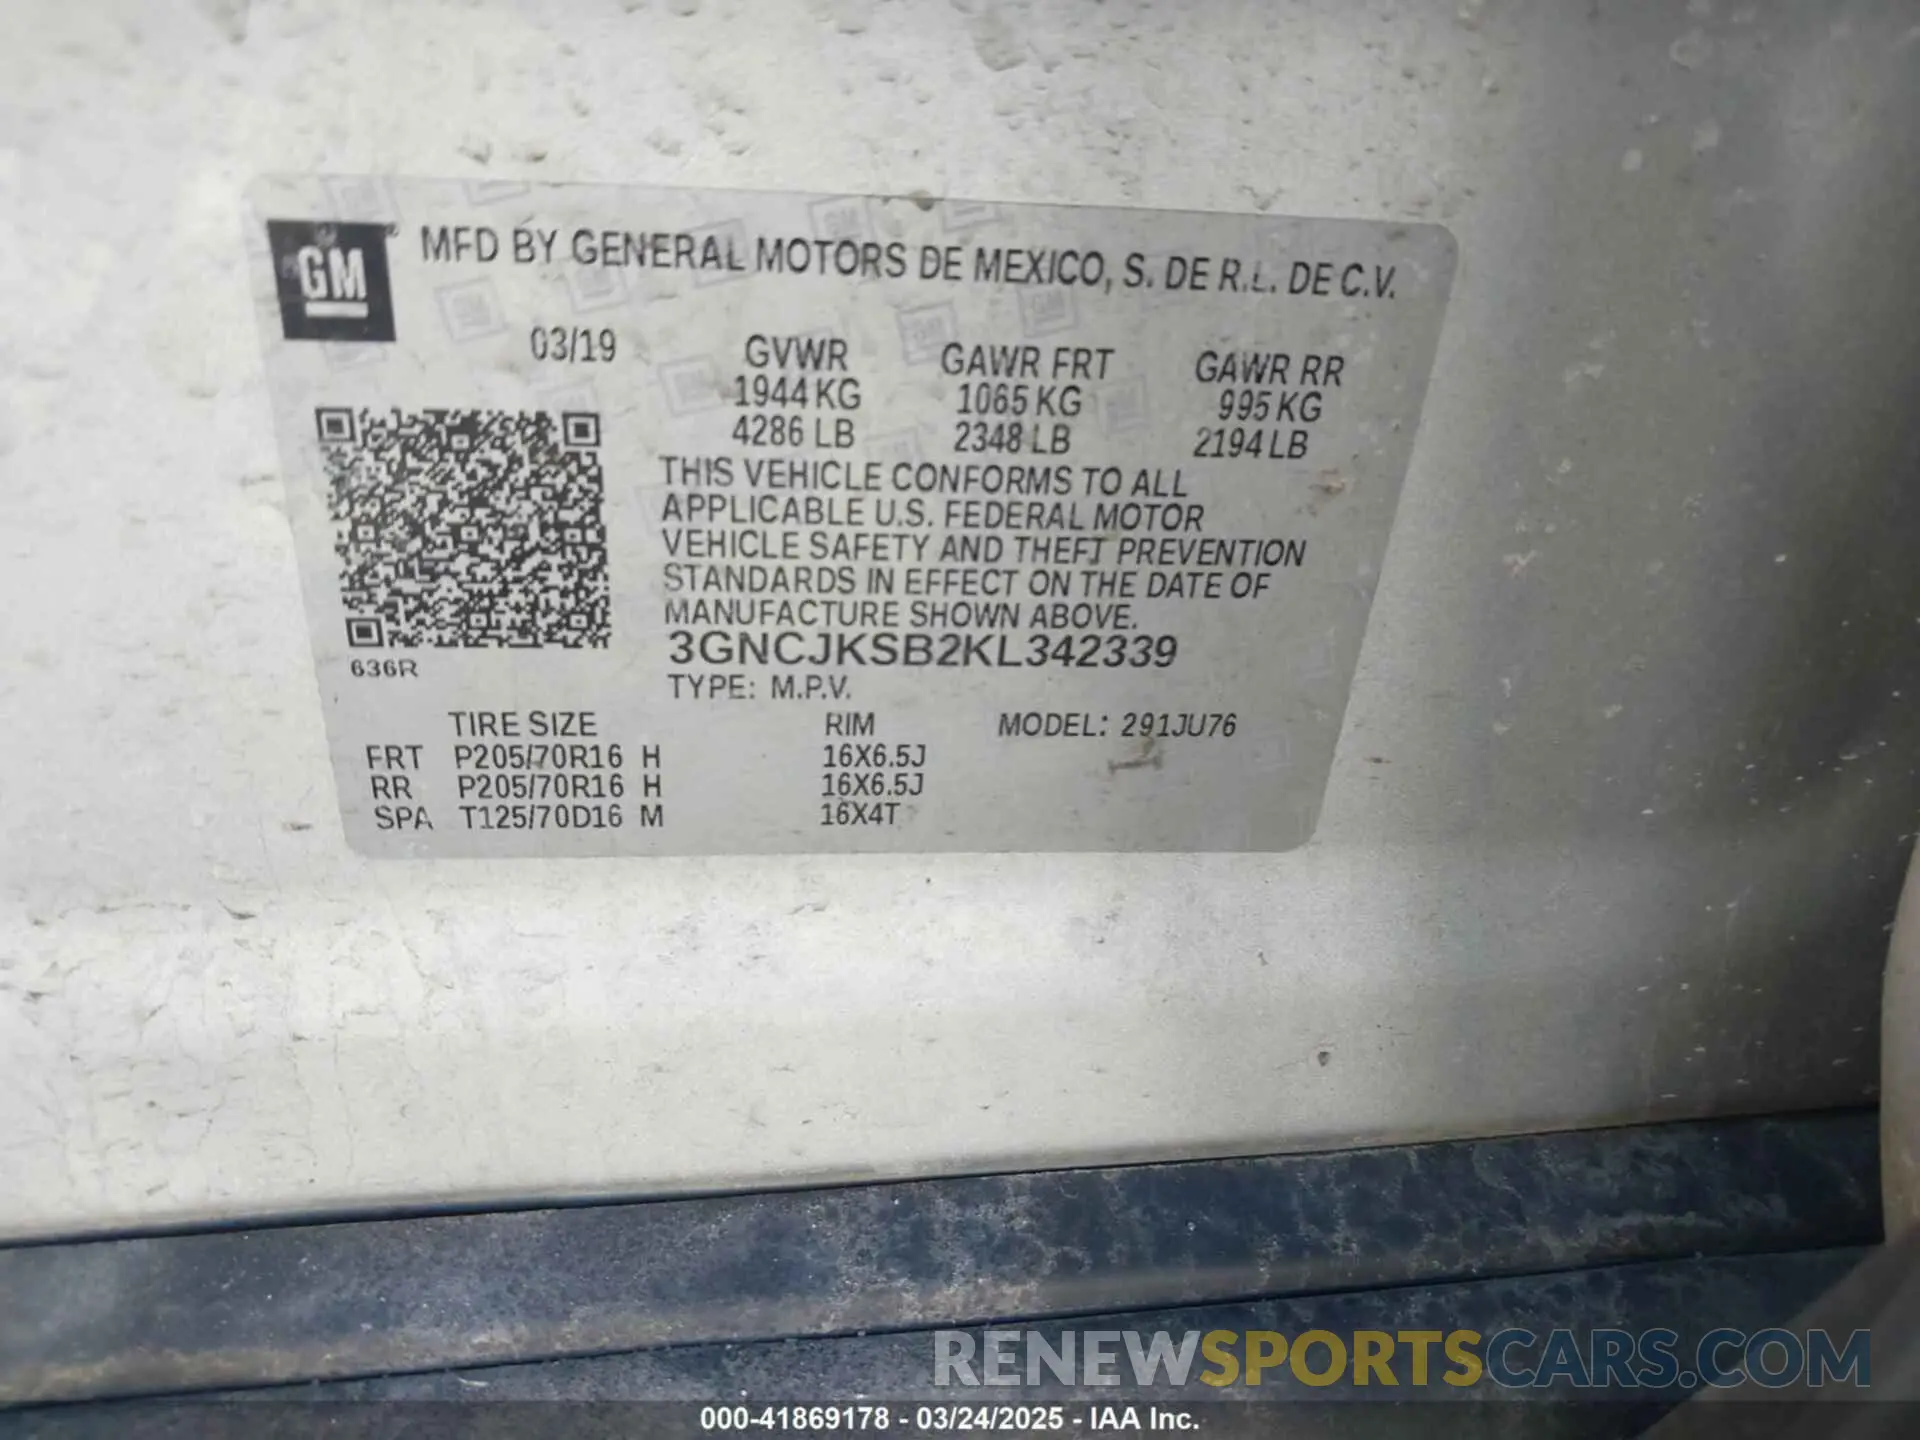 GM ® MFD BY GENERAL MOTORS DE MEXICO, S. DE R.L. DE C.V.
03/19 GVWR GAWR FRT GAWR RR
1944 KG 1065 KG 995 KG
4286 LB 2348 LB 2194 LB
THIS VEHICLE CONFORMS TO ALL
APPLICABLE U.S. FEDERAL MOTOR
VEHICLE SAFETY AND THEFT PREVENTION
STANDARDS IN EFFECT ON THE DATE OF
MANUFACTURE SHOWN ABOVE.
3GNCJKSB2KL342339
636R
TYPE: M.P.V.
TIRE SIZE RIM MODEL: 291JU76
FRT P205/70R16 H 16X6.5J
RR P205/70R16 H 16X6.5J
SPA T125/70D16 M 16X4T
RENEWSPORTSCARS.COM
000-41869178 - 03/24/2025 - IAA Inc.